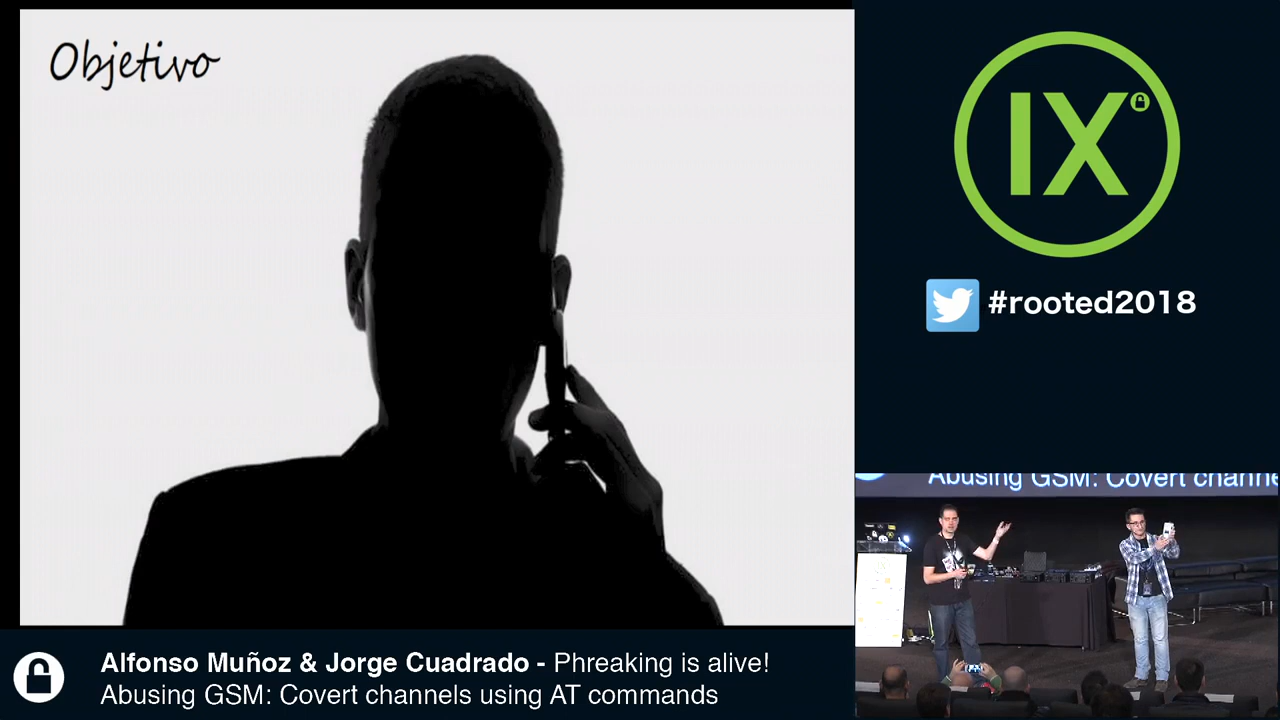 Objetivo
IX
#rooted2018
Abusing GSM: Covert channe
Alfonso Muñoz & Jorge Cuadrado - Phreaking is alive!
Abusing GSM: Covert channels using AT commands